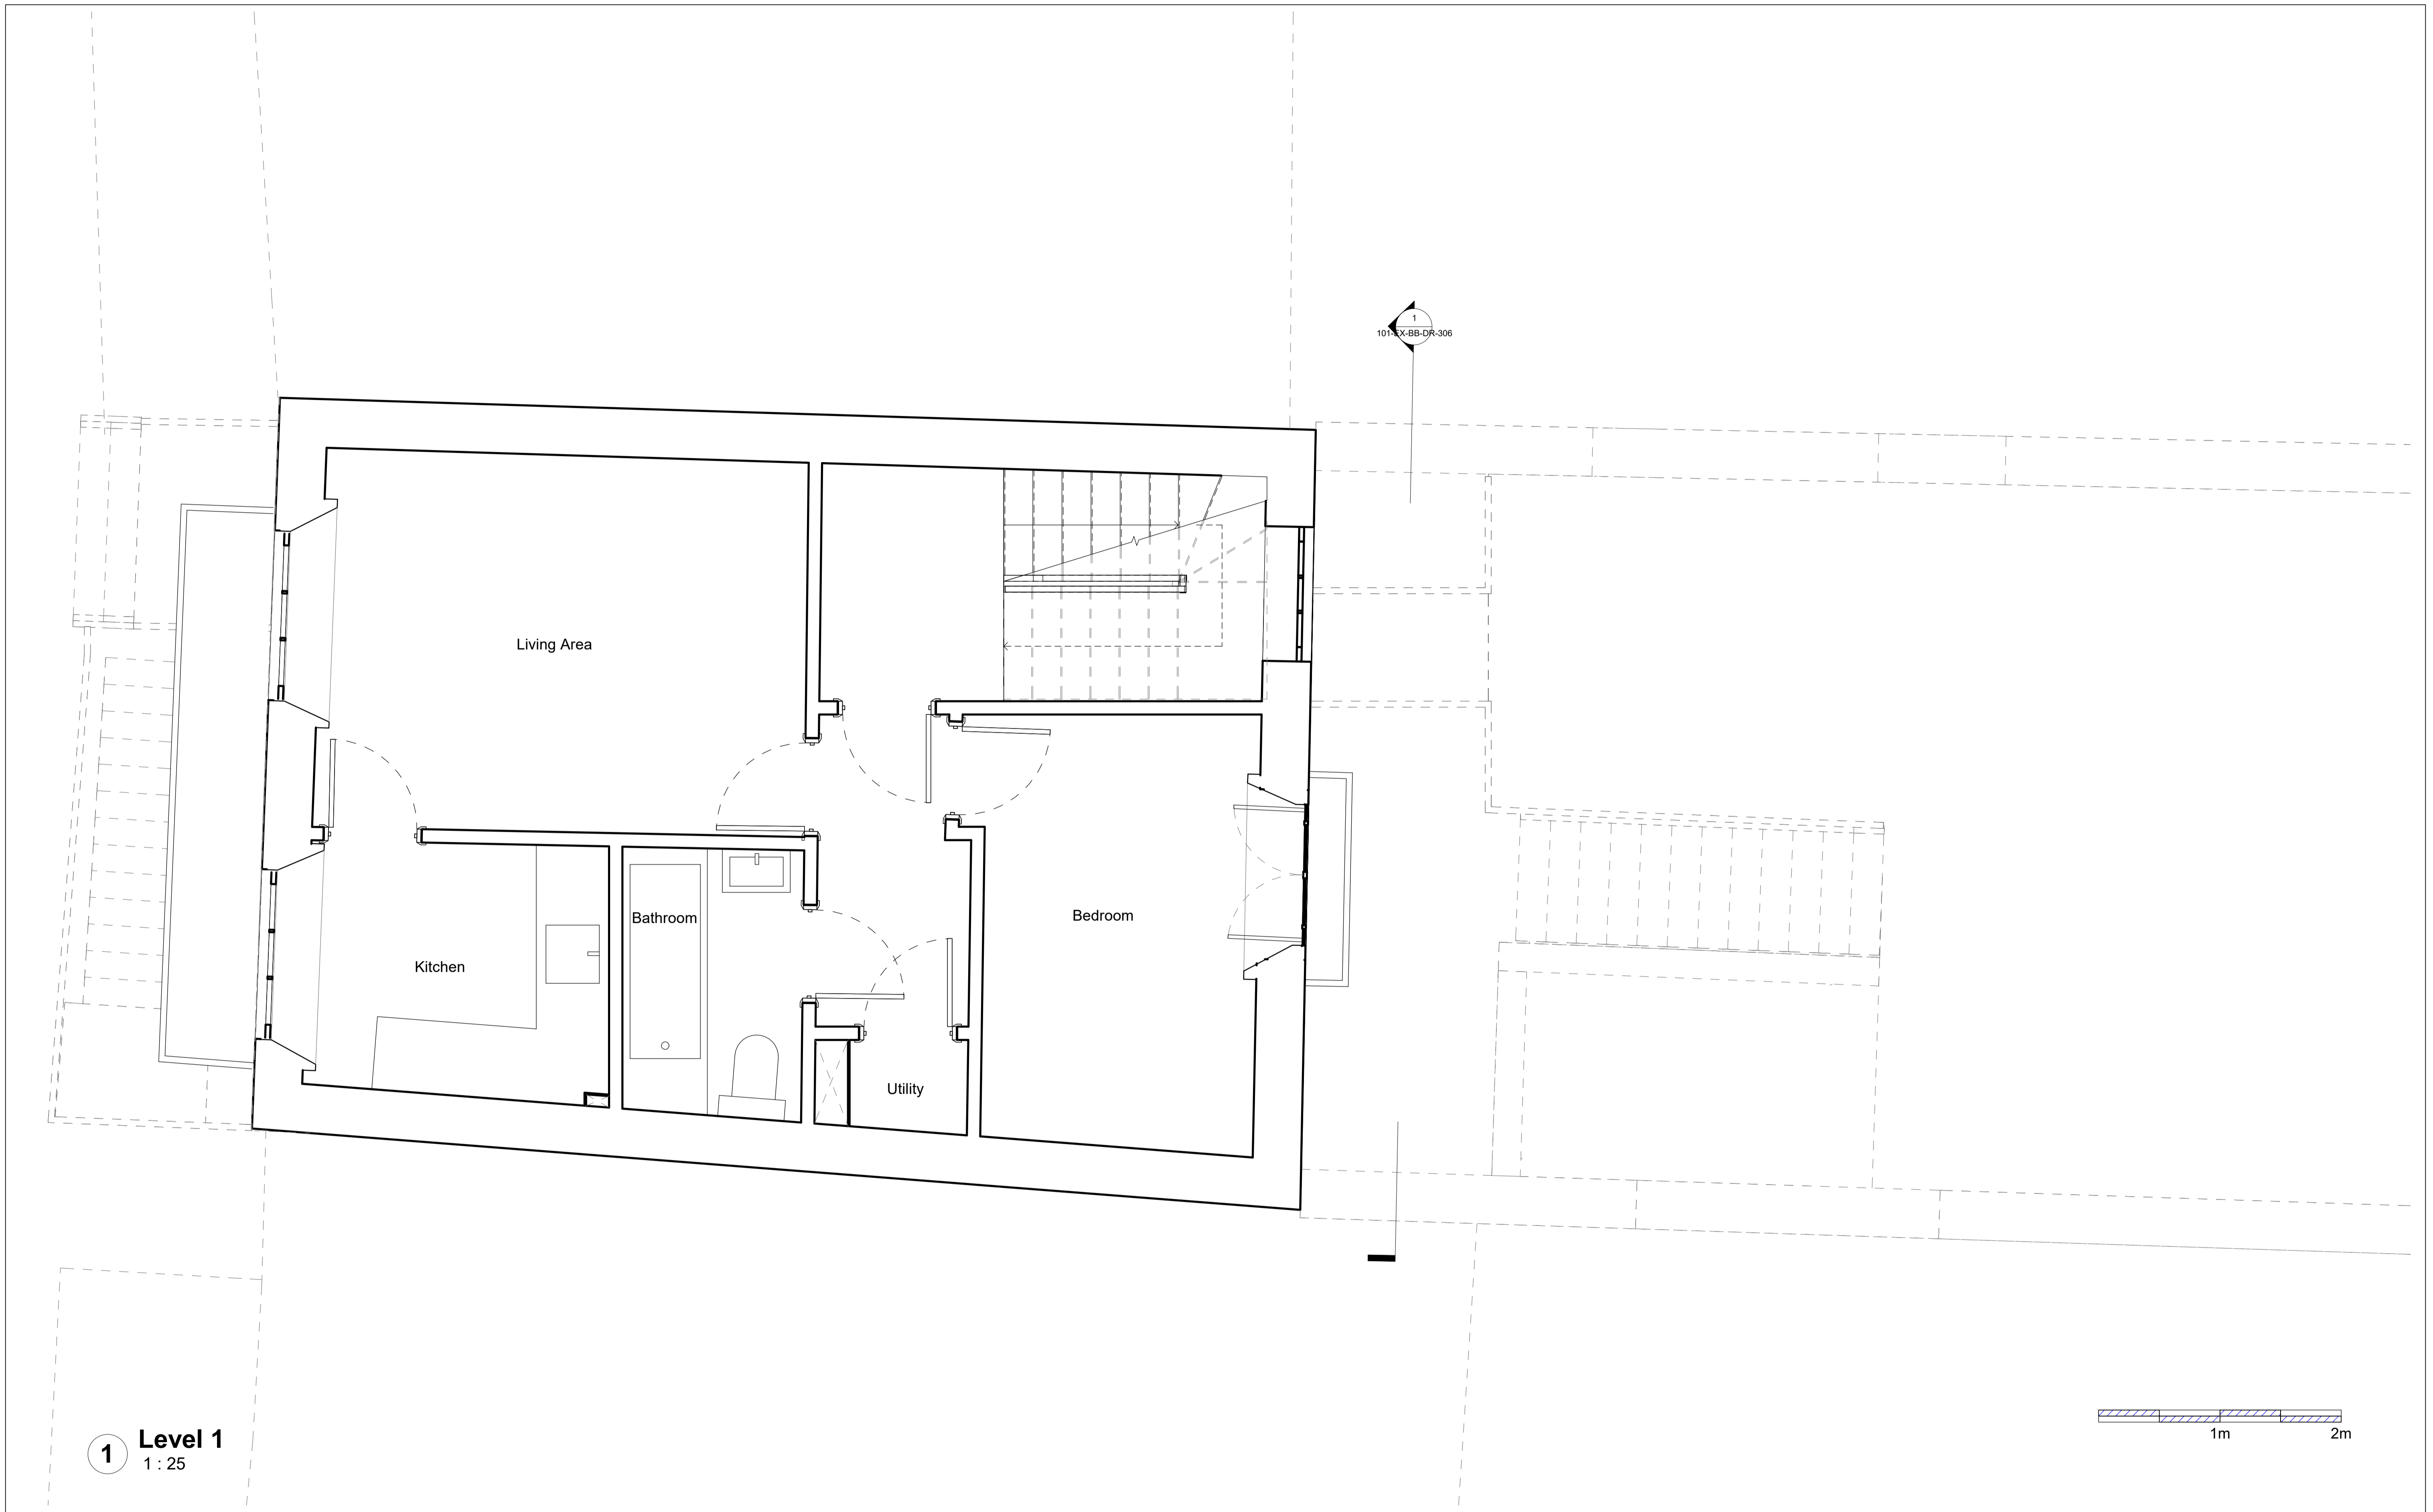 1
101-EX-BB-DR-306
Living Area
Bathroom
Bedroom
Kitchen
Utility
1
Level 1
1 : 25
1m
2m